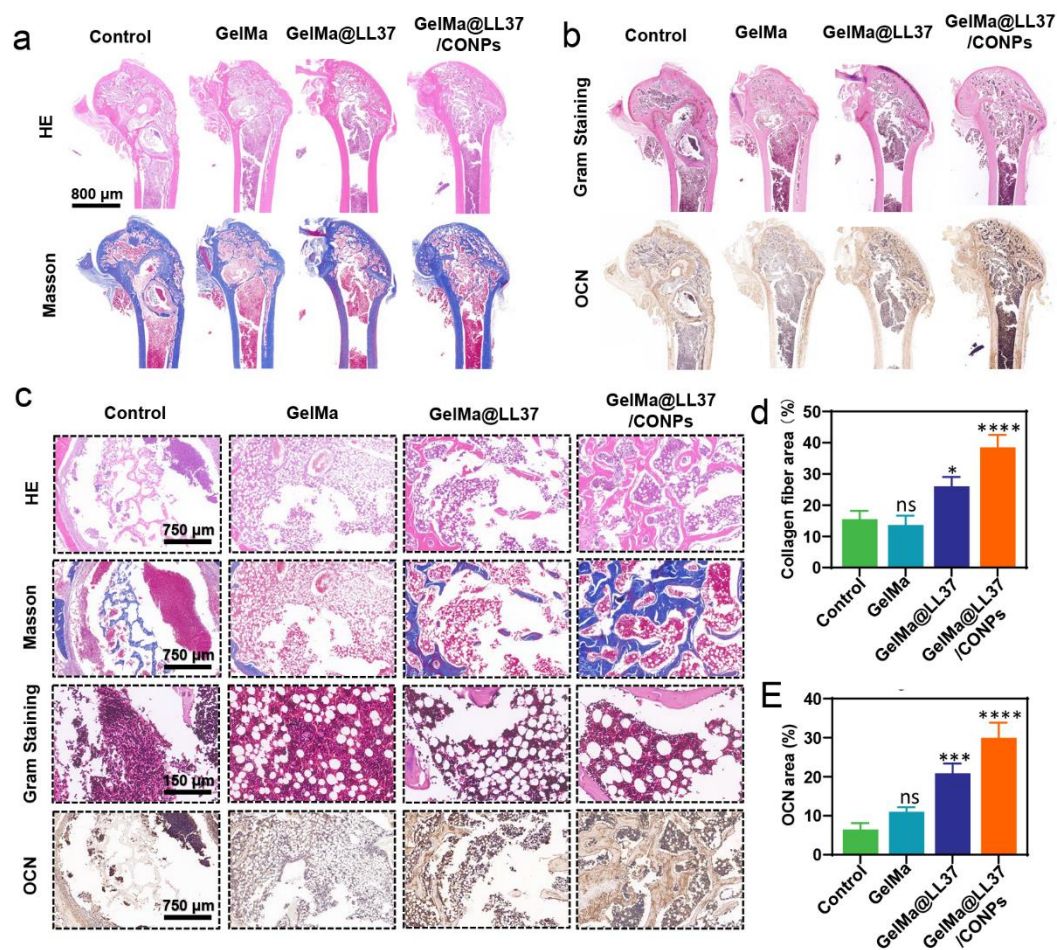 a
Control
GelMa
GelMa@LL37
GelMa@LL37
/CONPs
HE
800 μm
Masson
b
Control
GelMa
GelMa@LL37
GelMa@LL37
/CONPs
Gram Staining
OCN
c
Control
GelMa
GelMa@LL37
GelMa@LL37
/CONPs
HE
750 μm
Masson
750 μm
Gram Staining
150 μm
OCN
750 μm
d
Collagen fiber area (%)
50
40
30
20
10
0
ns
*
****
Control
GelMa
GelMa@LL37
GelMa@LL37
/CONPs
E
OCN area (%)
40
30
20
10
0
ns
***
****
Control
GelMa
GelMa@LL37
GelMa@LL37
/CONPs